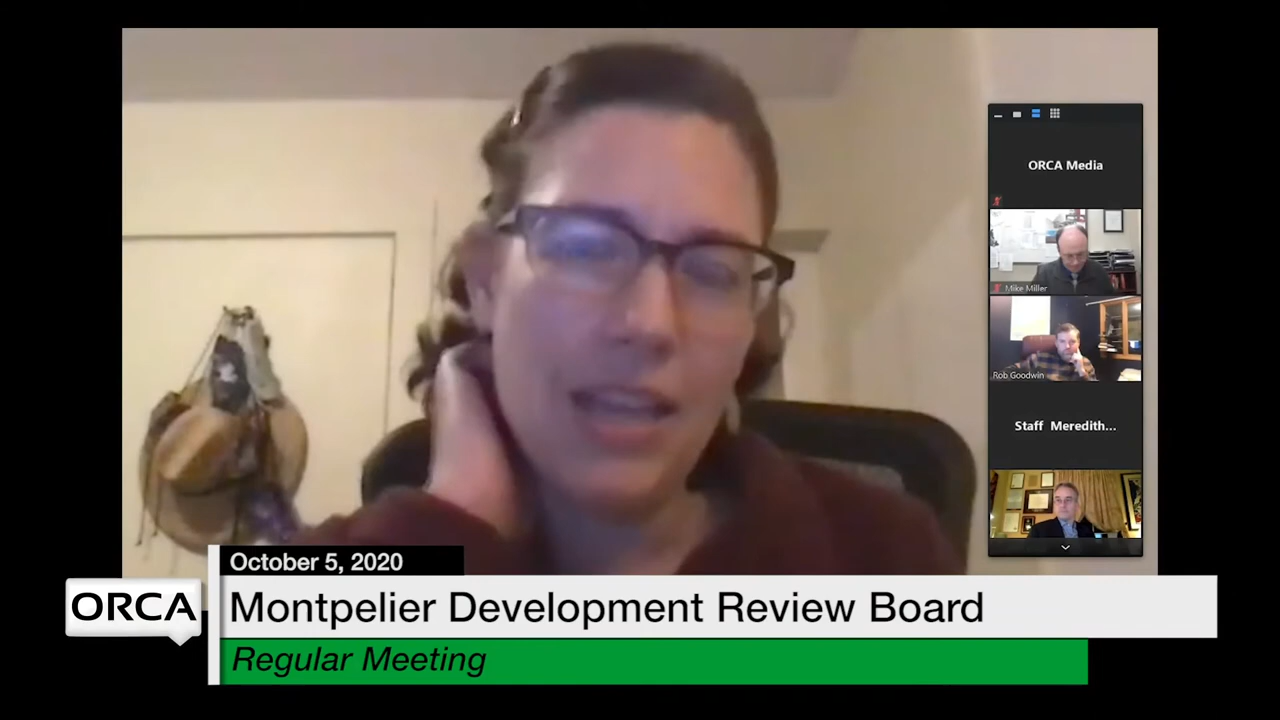 ORCA Media
Mike Miller
Rob Goodwin
Staff Meredith...
October 5, 2020
ORCA
Montpelier Development Review Board
Regular Meeting